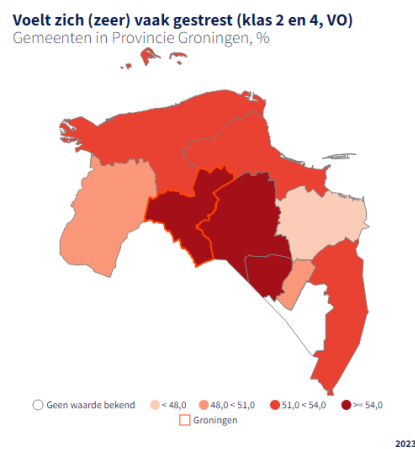 Voelt zich (zeer) vaak gestrest (klas 2 en 4, VO)
Gemeenten in Provincie Groningen, %
Geen waarde bekend < 48,0 48,0 < 51,0 51,0 < 54,0 >= 54,0
Groningen
2023